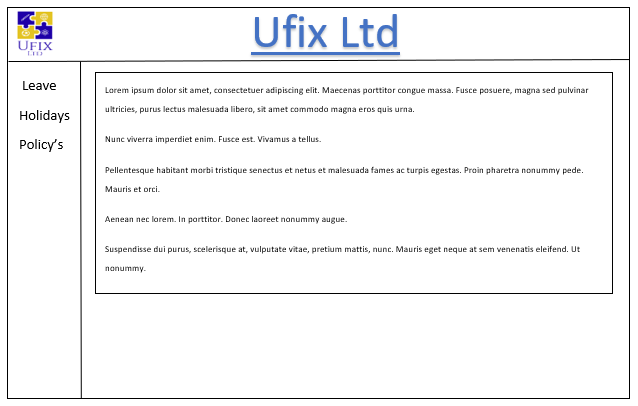 UFIX
LTD
Ufix Ltd
Leave
Holidays
Policy’s
Lorem ipsum dolor sit amet, consectetuer adipiscing elit. Maecenas porttitor congue massa. Fusce posuere, magna sed pulvinar
ultricies, purus lectus malesuada libero, sit amet commodo magna eros quis urna.
Nunc viverra imperdiet enim. Fusce est. Vivamus a tellus.
Pellentesque habitant morbi tristique senectus et netus et malesuada fames ac turpis egestas. Proin pharetra nonummy pede.
Mauris et orci.
Aenean nec lorem. In porttitor. Donec laoreet nonummy augue.
Suspendisse dui purus, scelerisque at, vulputate vitae, pretium mattis, nunc. Mauris eget neque at sem venenatis eleifend. Ut
nonummy.